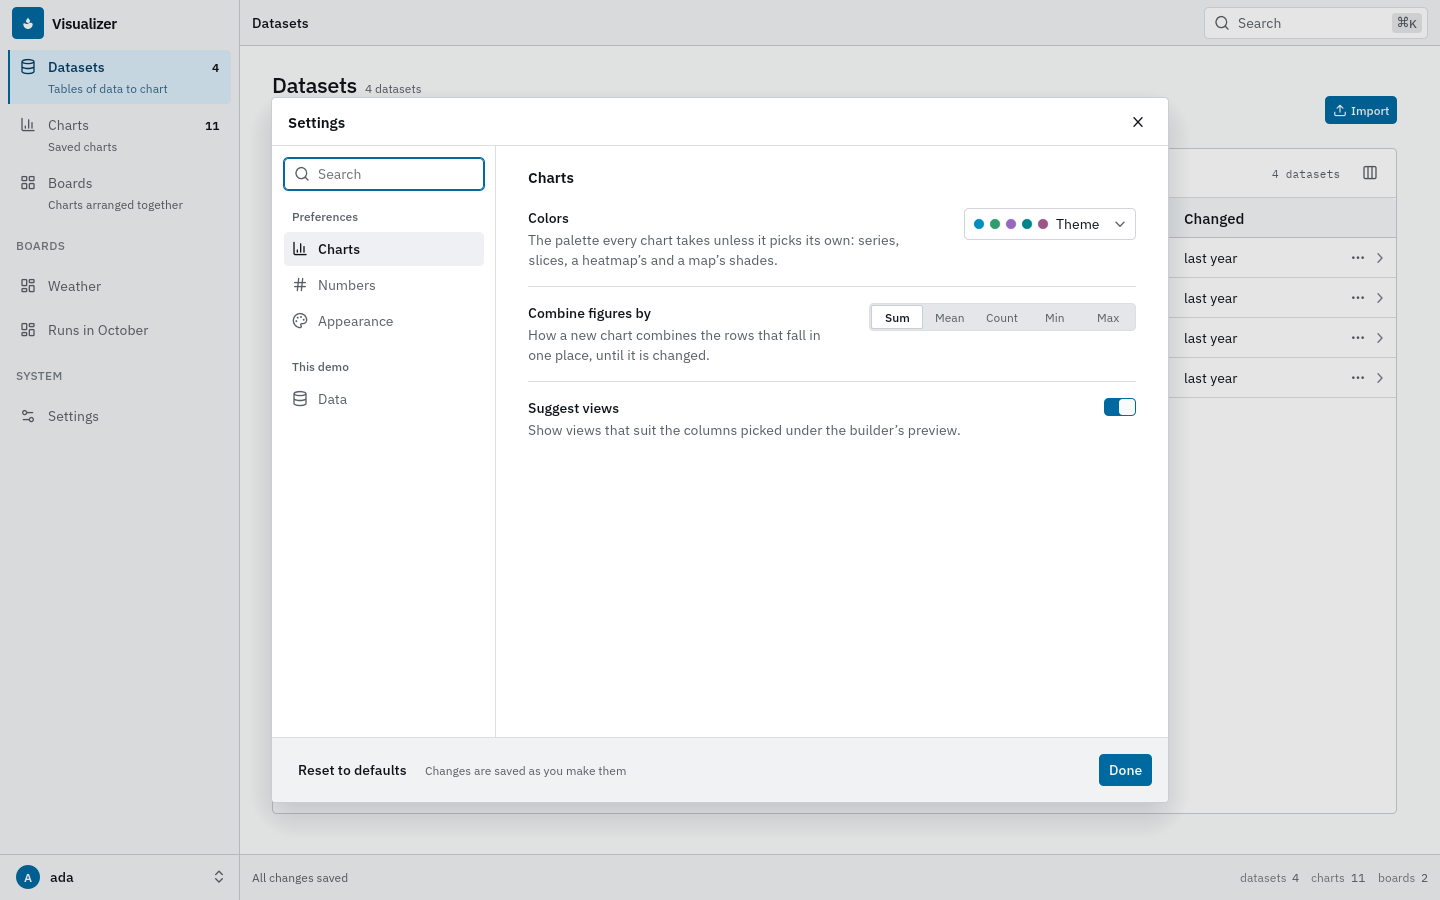 Visualizer
Datasets
Search
⌘K
Datasets 4
Tables of data to chart
Charts 11
Saved charts
Boards
Charts arranged together
BOARDS
Weather
Runs in October
SYSTEM
Settings
ada
A
Datasets 4 datasets
Import
4 datasets
Changed
last year
last year
last year
last year
Settings
Search
Preferences
Charts
Numbers
Appearance
This demo
Data
Charts
Colors
The palette every chart takes unless it picks its own: series,
slices, a heatmap’s and a map’s shades.
Theme
Combine figures by
How a new chart combines the rows that fall in
one place, until it is changed.
Sum Mean Count Min Max
Suggest views
Show views that suit the columns picked under the builder’s preview.
Reset to defaults
Changes are saved as you make them
Done
All changes saved
datasets 4 charts 11 boards 2